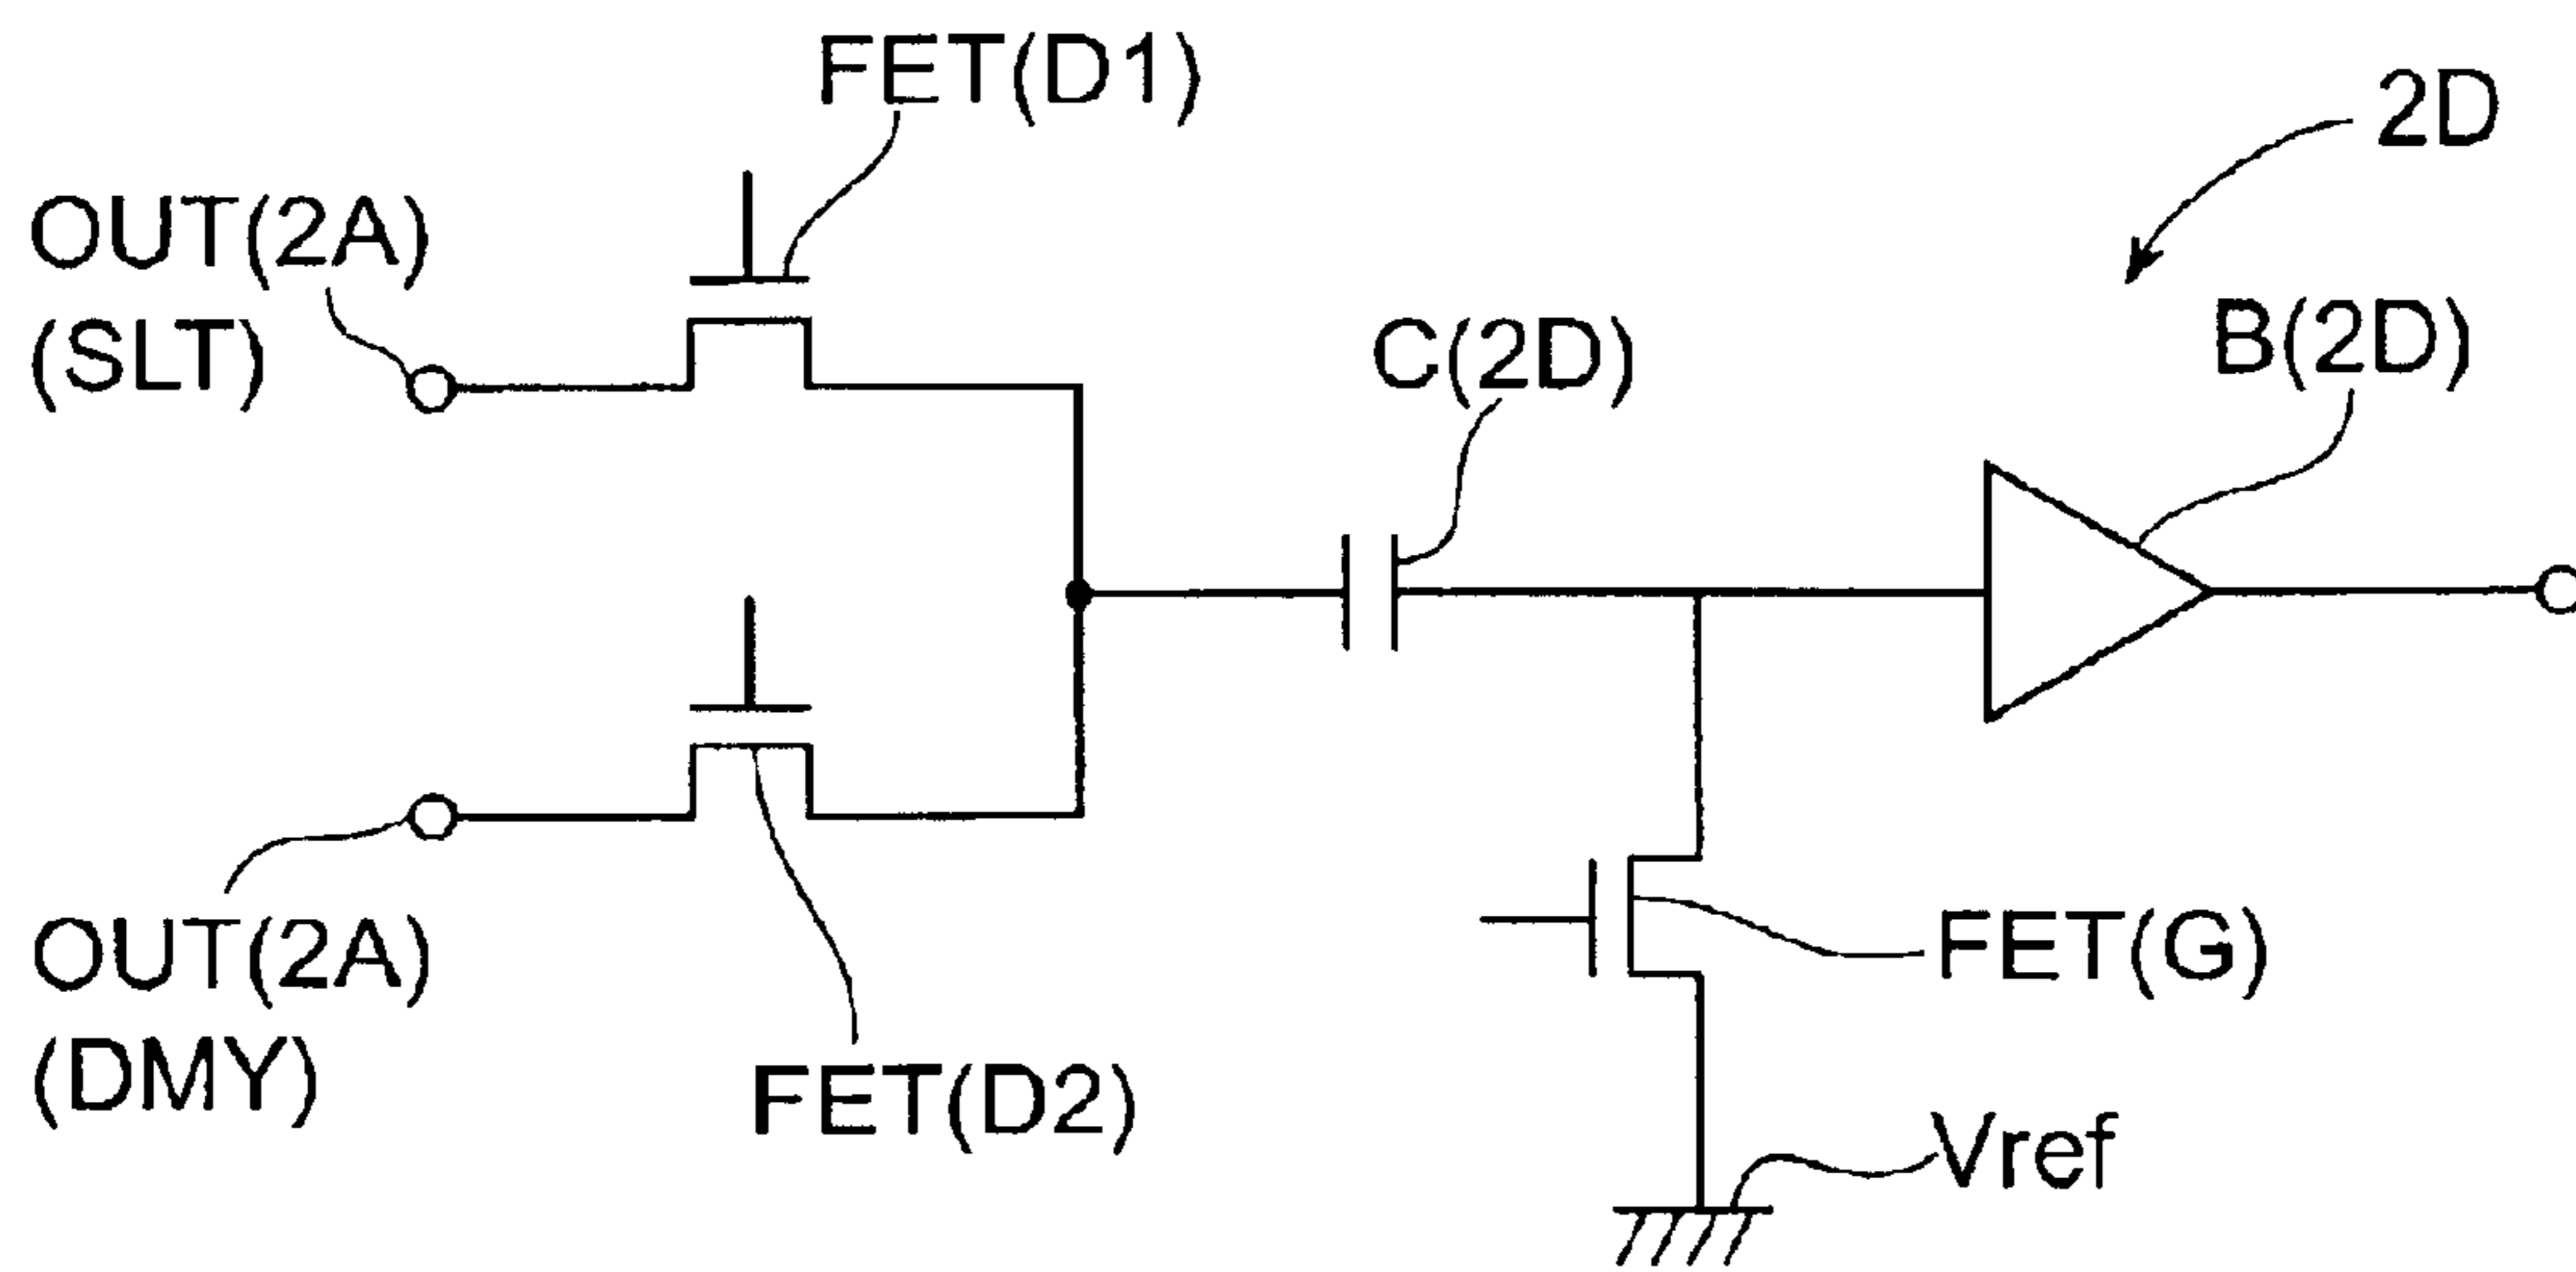 FET(D1)
2D
OUT(2A)
(SLT)
C(2D)
B(2D)
OUT(2A)
(DMY)
FET(G)
FET(D2)
Vref